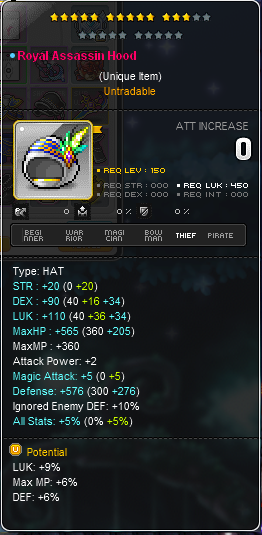 Royal Assassin Hood
(Unique Item)
Untradable
ATT INCREASE
0
REQ LEV : 150
REQ STR : 000 REQ LUK : 450
REQ DEX : 000 REQ INT : 000
0 0 % 0 %
BEGINNER WARRIOR MAGICIAN BOWMAN THIEF PIRATE
Type: HAT
STR : +20 (0 +20)
DEX : +90 (40 +16 +34)
LUK : +110 (40 +36 +34)
MaxHP : +565 (360 +205)
MaxMP : +360
Attack Power: +2
Magic Attack: +5 (0 +5)
Defense: +576 (300 +276)
Ignored Enemy DEF: +10%
All Stats: +5% (0% +5%)
Potential
LUK: +9%
Max MP: +6%
DEF: +6%